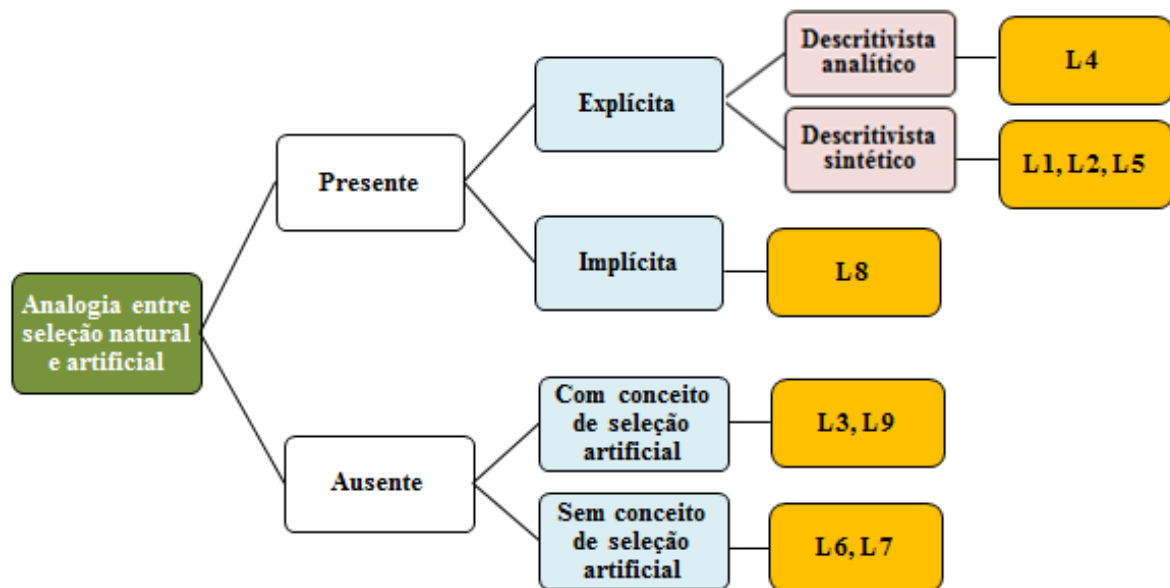 Analogia entre
seleção natural
e artificial
Presente
Explícita
Descritivista
analítico
L4
Descritivista
sintético
L1, L2, L5
Implícita
L8
Ausente
Com conceito
de seleção
artificial
L3, L9
Sem conceito
de seleção
artificial
L6, L7